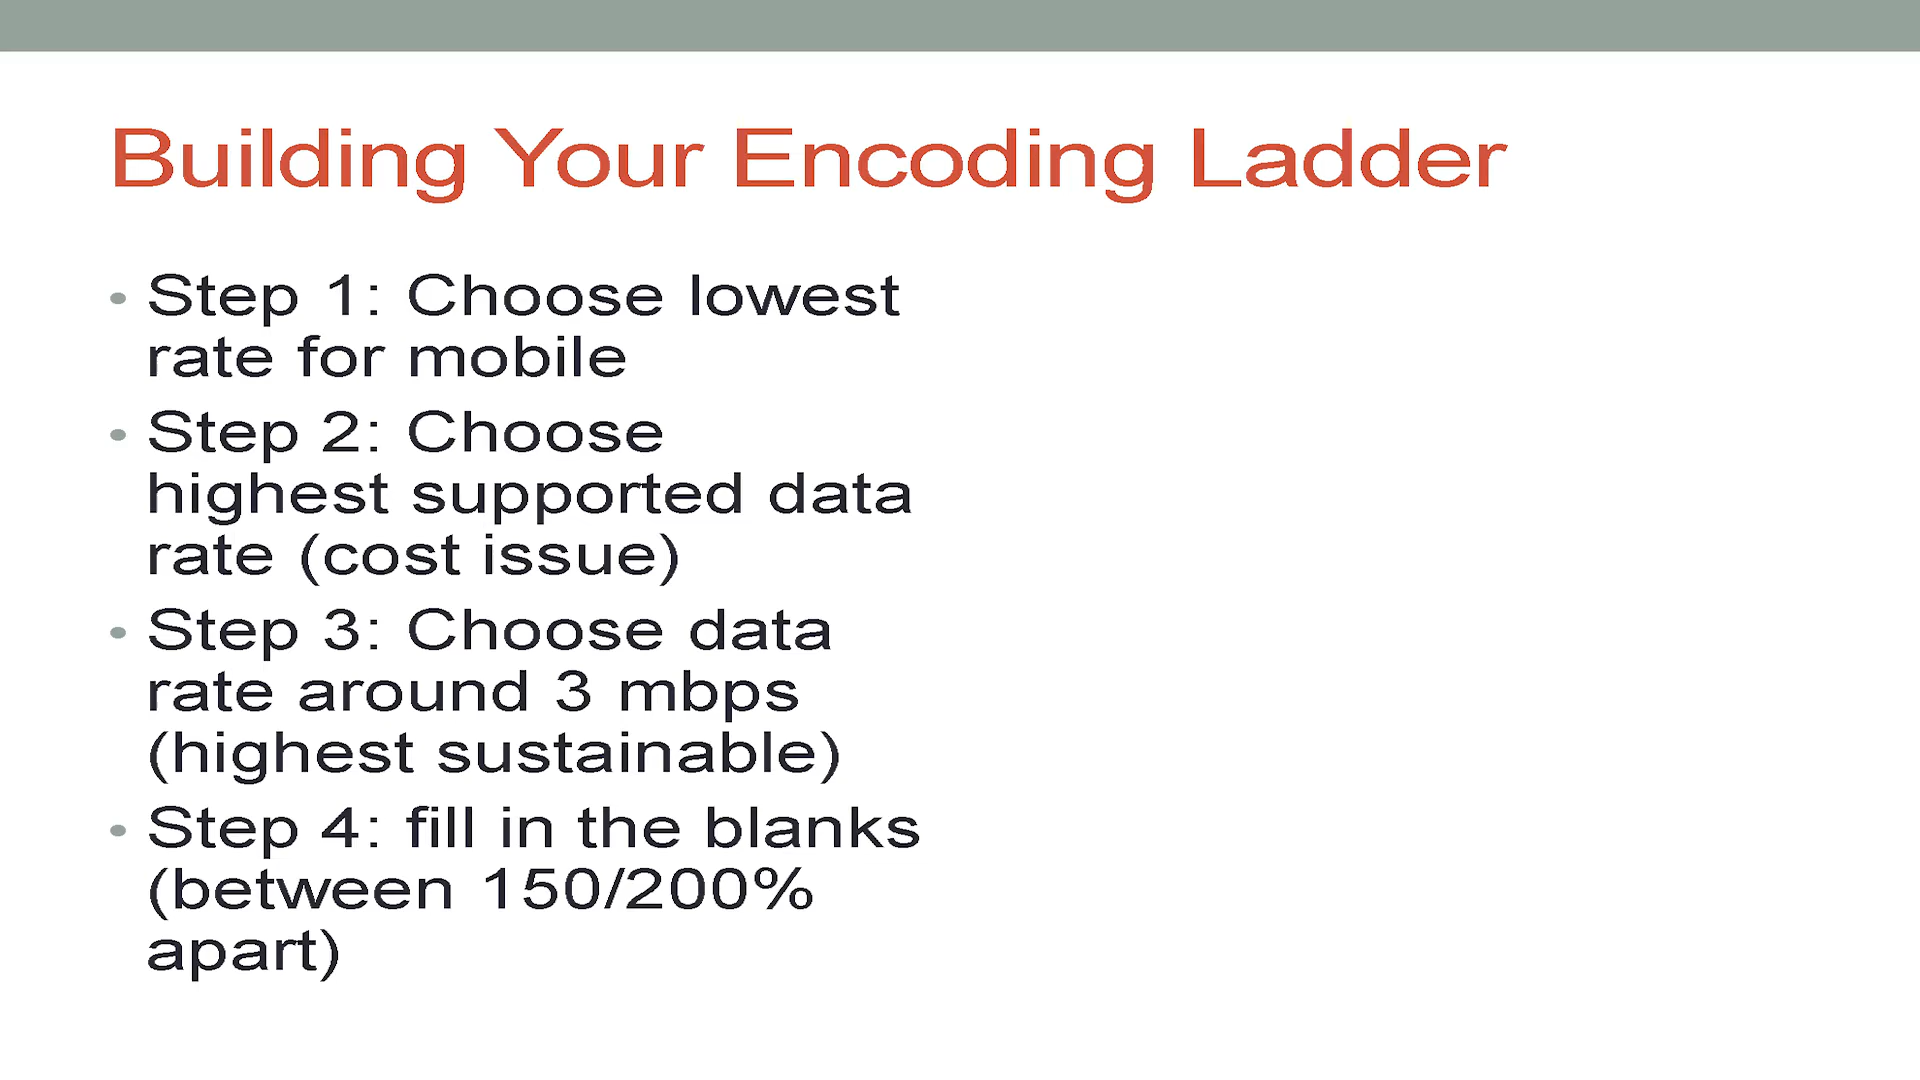 Building Your Encoding Ladder
• Step 1: Choose lowest
rate for mobile
• Step 2: Choose
highest supported data
rate (cost issue)
• Step 3: Choose data
rate around 3 mbps
(highest sustainable)
• Step 4: fill in the blanks
(between 150/200%
apart)